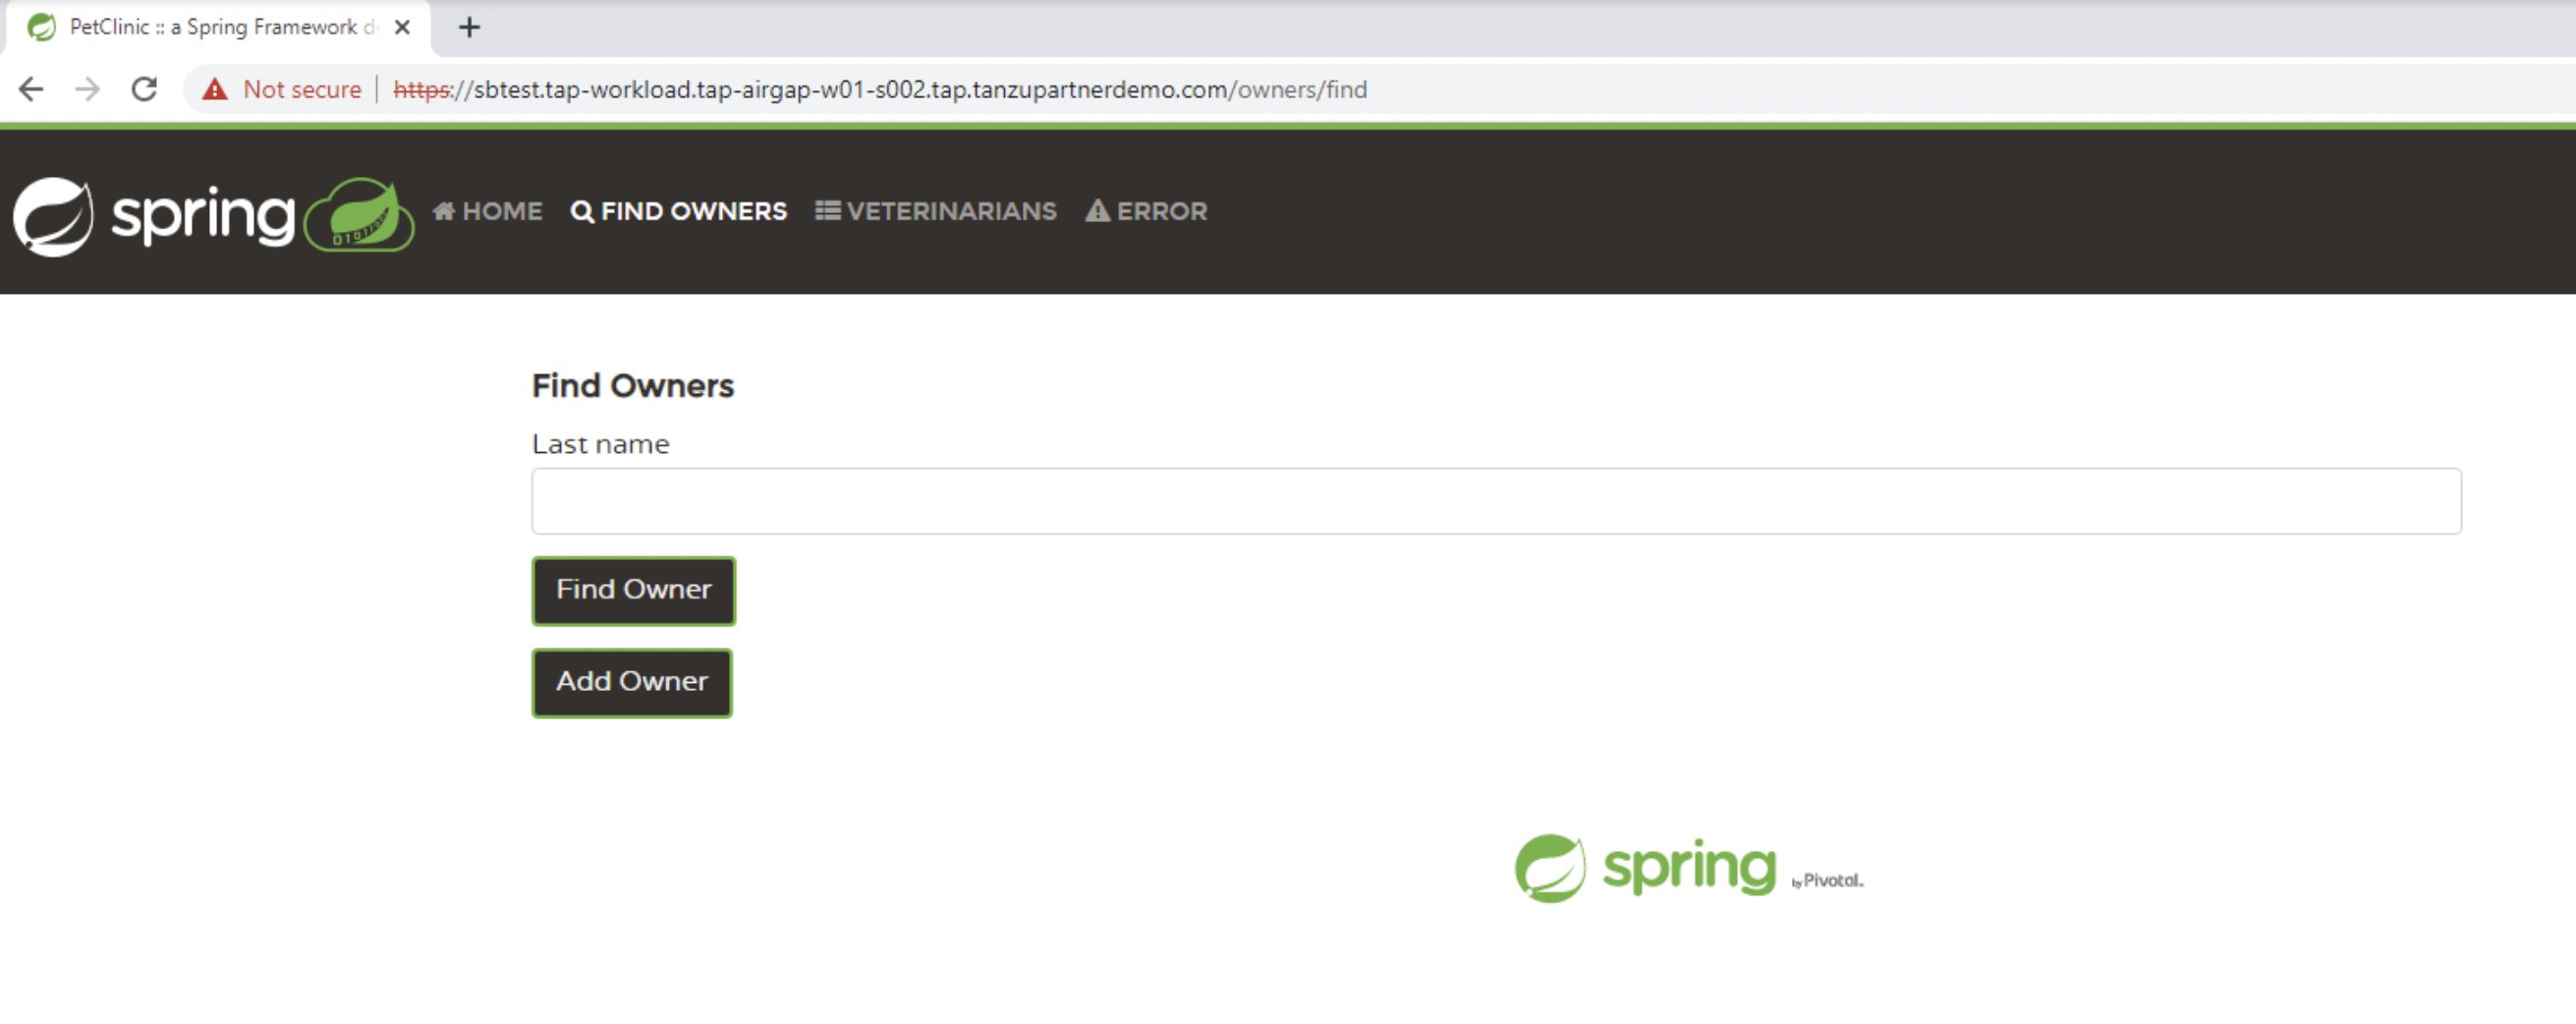 PetClinic :: a Spring Framework d
Not secure | https://sbtest.tap-workload.tap-airgap-w01-s002.tap.tanzupartnerdemo.com/owners/find
spring HOME FIND OWNERS VETERINARIANS ERROR
Find Owners
Last name
Find Owner
Add Owner
spring by Pivotal